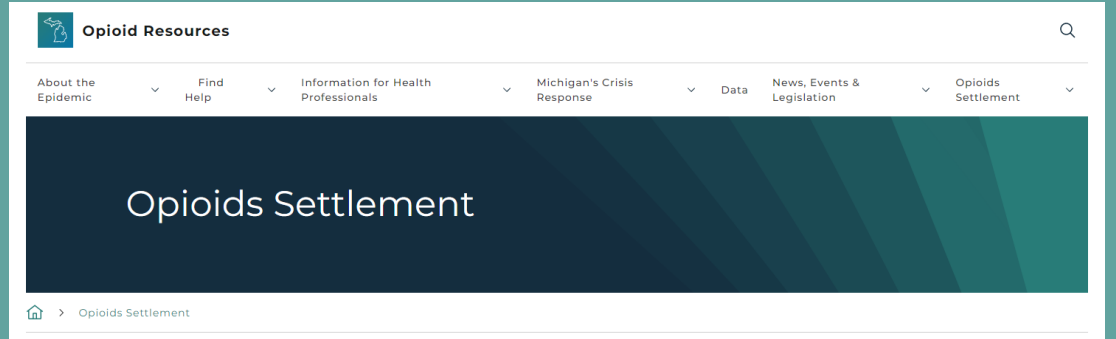 Opioid Resources
About the Epidemic
Find Help
Information for Health Professionals
Michigan's Crisis Response
Data
News, Events & Legislation
Opioids Settlement
Opioids Settlement
Opioids Settlement